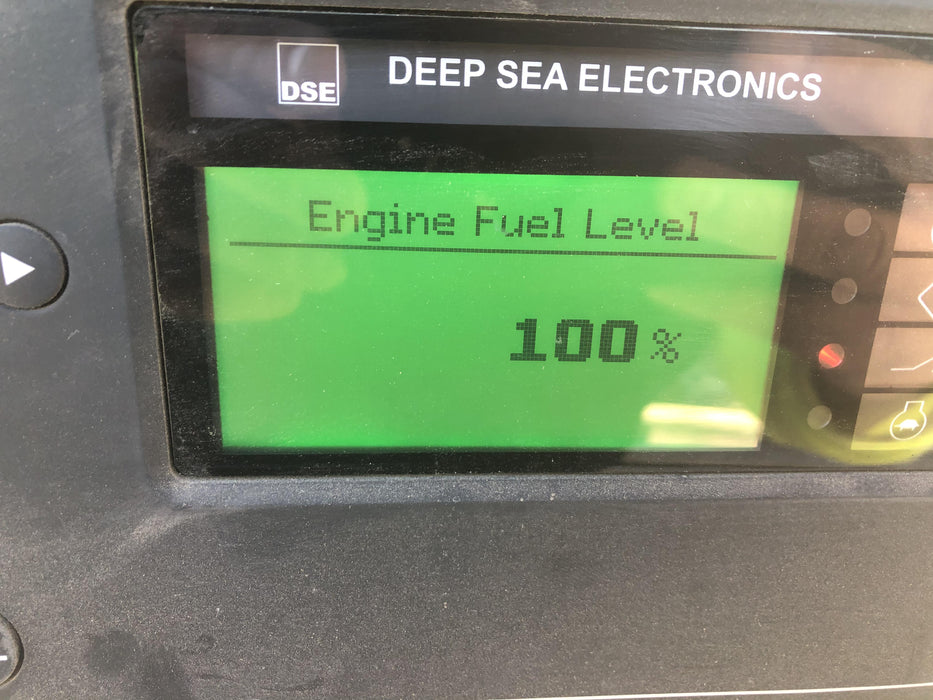 DSE
DEEP SEA ELECTRONICS
Engine Fuel Level
100 %